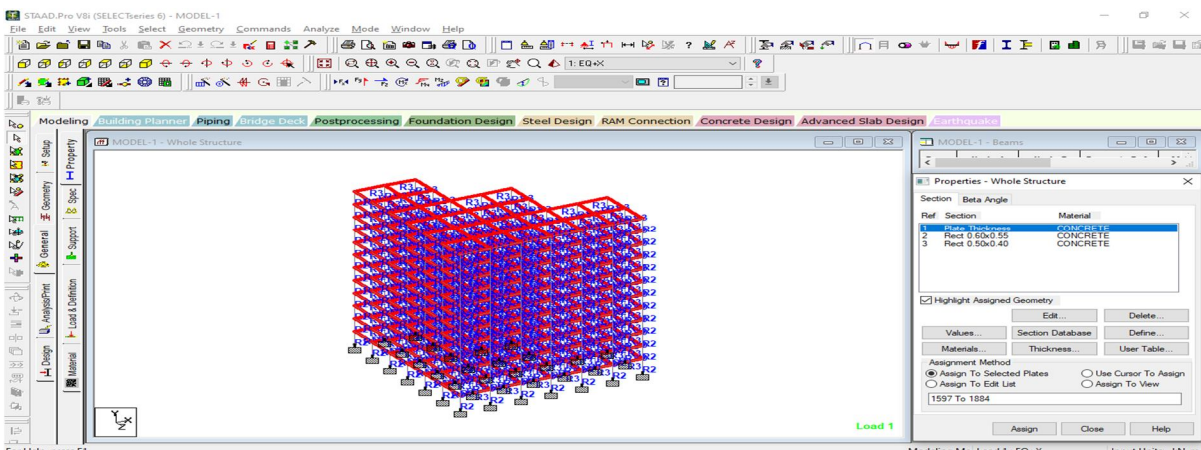 STAAD.Pro V8i (SELECTseries 6) - MODEL-1
File Edit View Tools Select Geometry Commands Analyze Mode Window Help
1: EQ+X
Modeling Building Planner Piping Bridge Deck Postprocessing Foundation Design Steel Design RAM Connection Concrete Design Advanced Slab Design Earthquake
Setup
Geometry
General
Analysis/Print
Design
Property
Spec
Support
Load & Definition
Material
MODEL-1 - Whole Structure
R3
R2
Y
X
Z
Load 1
MODEL-1 - Beams
Properties - Whole Structure
Section Beta Angle
Ref Section Material
1 Plate Thickness CONCRETE
2 Rect 0.60x0.55 CONCRETE
3 Rect 0.50x0.40 CONCRETE
Highlight Assigned Geometry
Edit... Delete...
Values... Section Database Define...
Materials... Thickness... User Table...
Assignment Method
Assign To Selected Plates Use Cursor To Assign
Assign To Edit List Assign To View
1597 To 1884
Assign Close Help